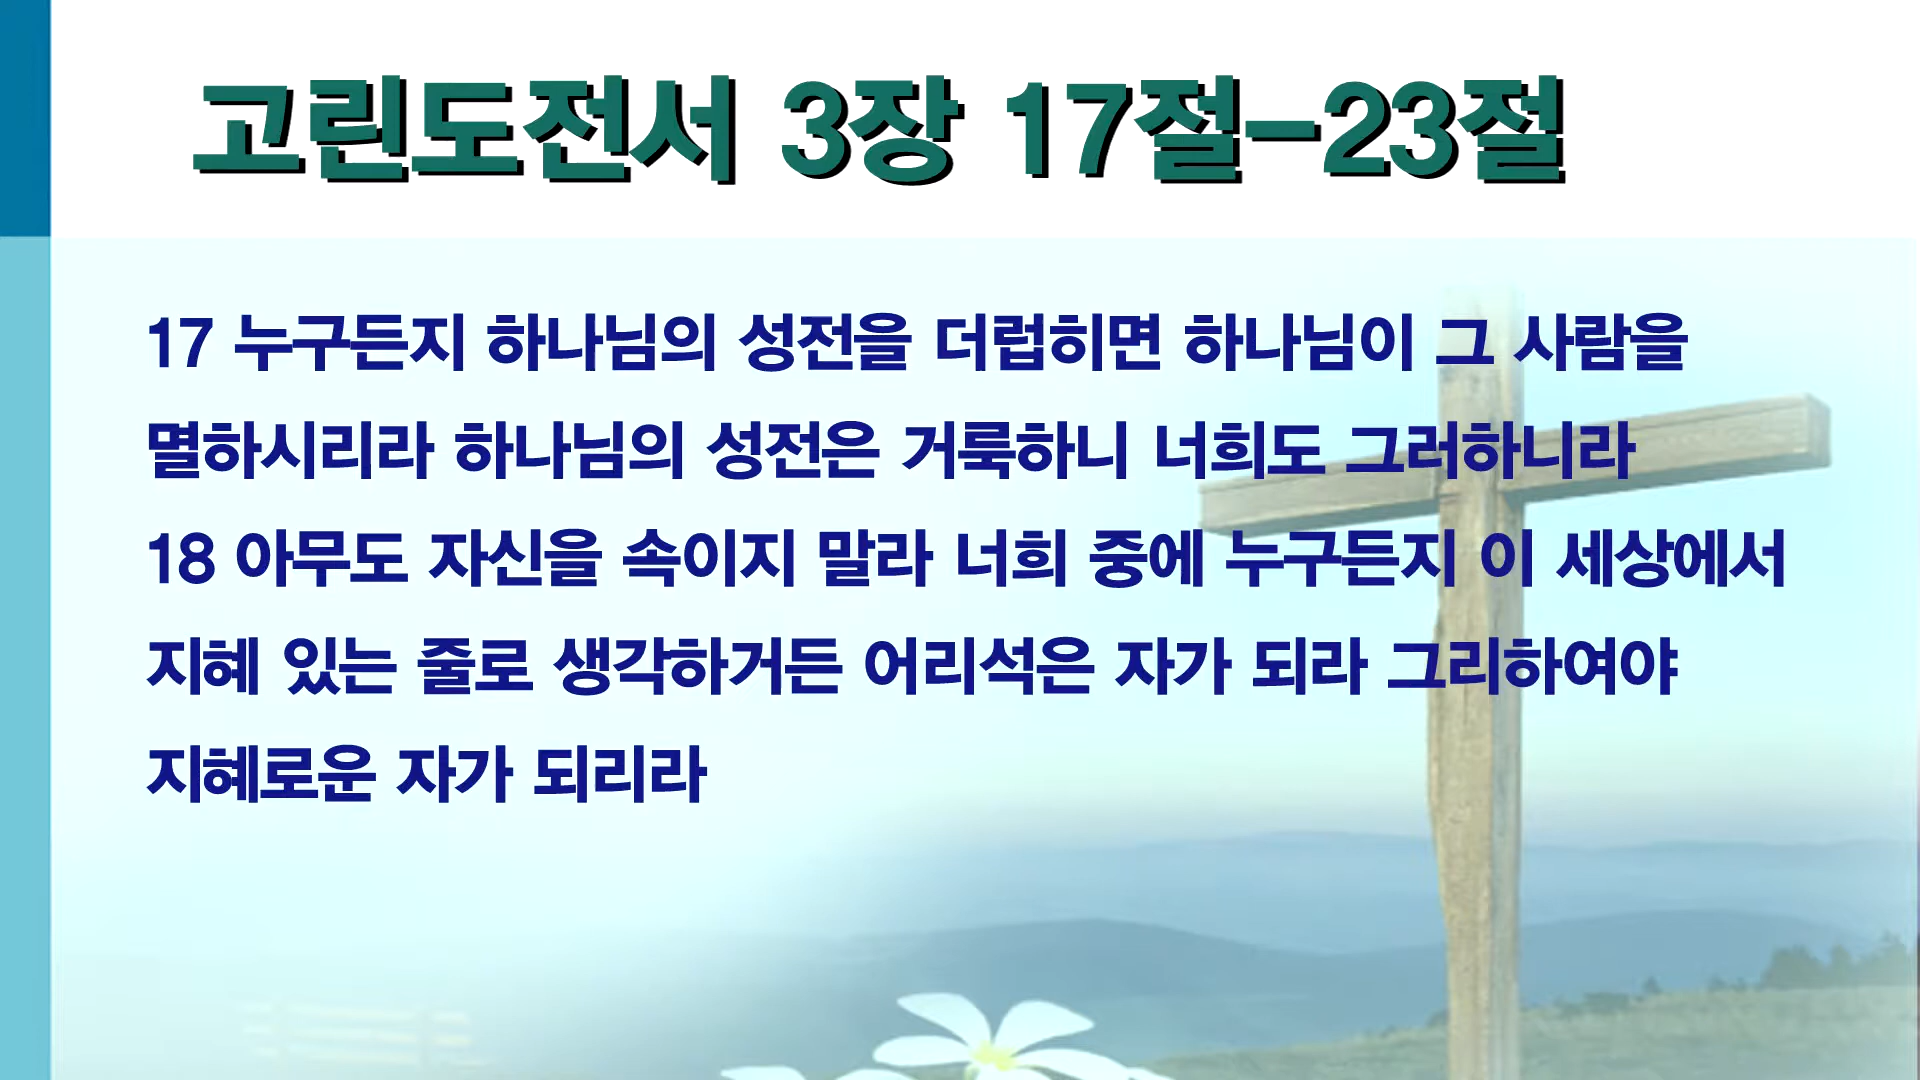 고린도전서 3장 17절-23절
17 누구든지 하나님의 성전을 더럽히면 하나님이 그 사람을
멸하시리라 하나님의 성전은 거룩하니 너희도 그러하니라
18 아무도 자신을 속이지 말라 너희 중에 누구든지 이 세상에서
지혜 있는 줄로 생각하거든 어리석은 자가 되라 그리하여야
지혜로운 자가 되리라